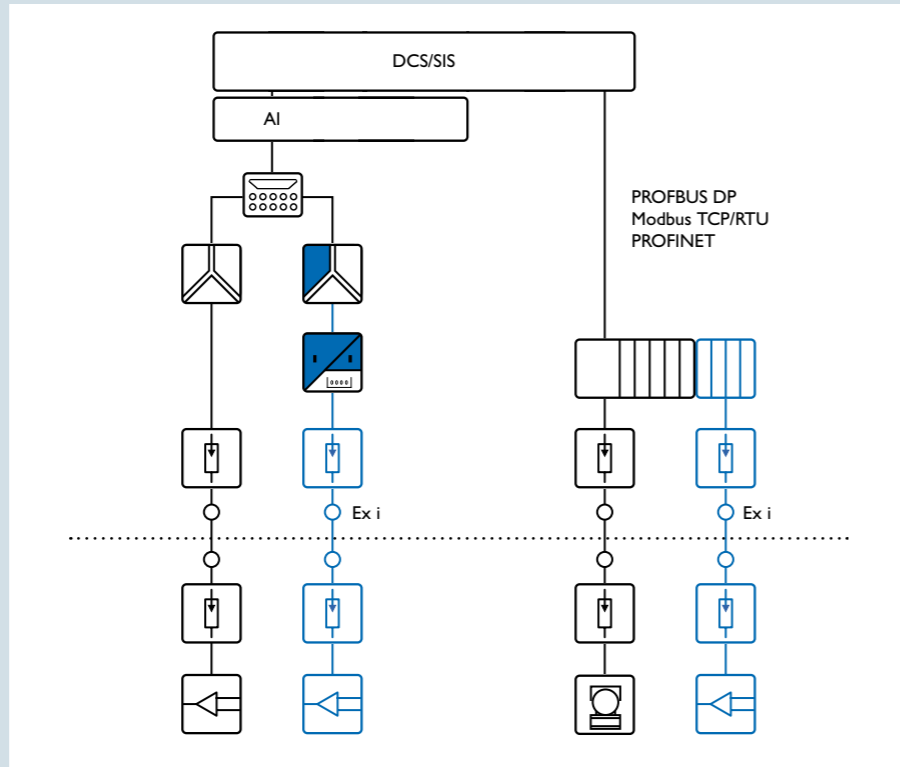 DCS/SIS
AI
PROFBUS DP
Modbus TCP/RTU
PROFINET
Ex i
Ex i